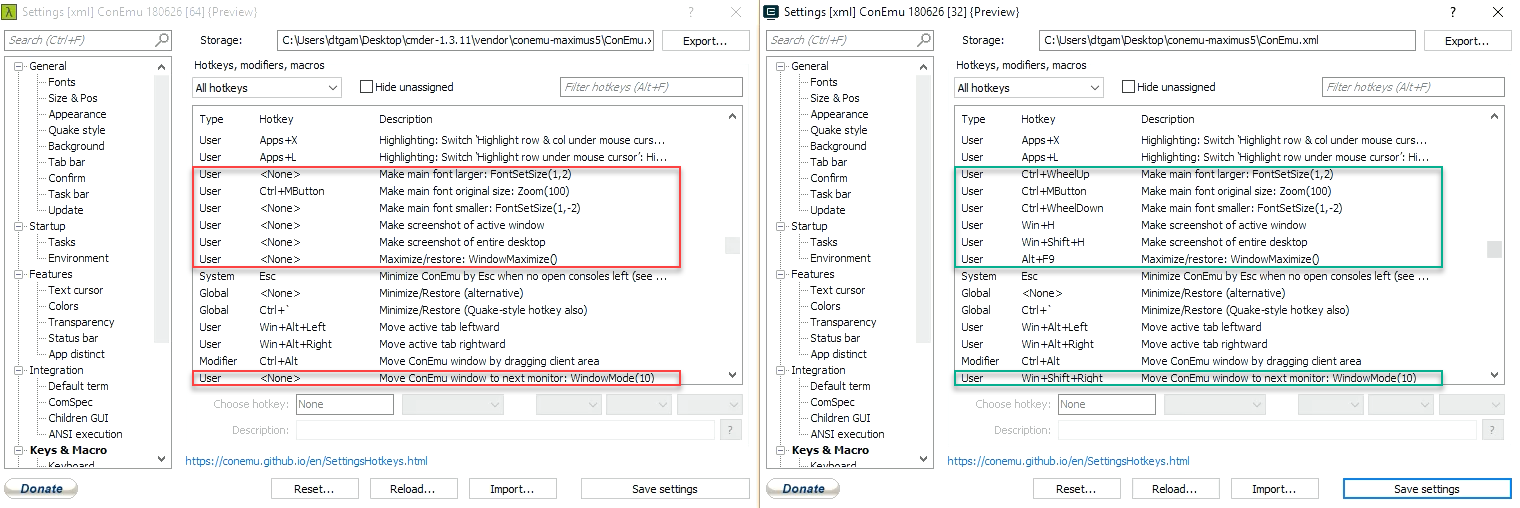 λ Settings [xml] ConEmu 180626 [64] {Preview} ? ×
Search (Ctrl+F)
Storage: C:\Users\dtgam\Desktop\cmder-1.3.11\vendor\conemu-maximus5\ConEmu.x Export...
General
Fonts
Size & Pos
Appearance
Quake style
Background
Tab bar
Confirm
Task bar
Update
Startup
Tasks
Environment
Features
Text cursor
Colors
Transparency
Status bar
App distinct
Integration
Default term
ComSpec
Children GUI
ANSI execution
Keys & Macro
Keyboard
Hotkeys, modifiers, macros
All hotkeys Hide unassigned Filter hotkeys (Alt+F)
Type Hotkey Description
User Apps+X Highlighting: Switch 'Highlight row & col under mouse curs...
User Apps+L Highlighting: Switch 'Highlight row under mouse cursor': Hi...
User <None> Make main font larger: FontSetSize(1,2)
User Ctrl+MButton Make main font original size: Zoom(100)
User <None> Make main font smaller: FontSetSize(1,-2)
User <None> Make screenshot of active window
User <None> Make screenshot of entire desktop
User <None> Maximize/restore: WindowMaximize()
System Esc Minimize ConEmu by Esc when no open consoles left (see ...
Global <None> Minimize/Restore (alternative)
Global Ctrl+` Minimize/Restore (Quake-style hotkey also)
User Win+Alt+Left Move active tab leftward
User Win+Alt+Right Move active tab rightward
Modifier Ctrl+Alt Move ConEmu window by dragging client area
User <None> Move ConEmu window to next monitor: WindowMode(10)
Choose hotkey: None
Description: ?
https://conemu.github.io/en/SettingsHotkeys.html
Donate Reset... Reload... Import... Save settings
Settings [xml] ConEmu 180626 [32] {Preview} ? ×
Search (Ctrl+F)
Storage: C:\Users\dtgam\Desktop\conemu-maximus5\ConEmu.xml Export...
General
Fonts
Size & Pos
Appearance
Quake style
Background
Tab bar
Confirm
Task bar
Update
Startup
Tasks
Environment
Features
Text cursor
Colors
Transparency
Status bar
App distinct
Integration
Default term
ComSpec
Children GUI
ANSI execution
Keys & Macro
Keyboard
Hotkeys, modifiers, macros
All hotkeys Hide unassigned Filter hotkeys (Alt+F)
Type Hotkey Description
User Apps+X Highlighting: Switch 'Highlight row & col under mouse curs...
User Apps+L Highlighting: Switch 'Highlight row under mouse cursor': Hi...
User Ctrl+WheelUp Make main font larger: FontSetSize(1,2)
User Ctrl+MButton Make main font original size: Zoom(100)
User Ctrl+WheelDown Make main font smaller: FontSetSize(1,-2)
User Win+H Make screenshot of active window
User Win+Shift+H Make screenshot of entire desktop
User Alt+F9 Maximize/restore: WindowMaximize()
System Esc Minimize ConEmu by Esc when no open consoles left (see ...
Global <None> Minimize/Restore (alternative)
Global Ctrl+` Minimize/Restore (Quake-style hotkey also)
User Win+Alt+Left Move active tab leftward
User Win+Alt+Right Move active tab rightward
Modifier Ctrl+Alt Move ConEmu window by dragging client area
User Win+Shift+Right Move ConEmu window to next monitor: WindowMode(10)
Choose hotkey: None
Description: ?
https://conemu.github.io/en/SettingsHotkeys.html
Donate Reset... Reload... Import... Save settings